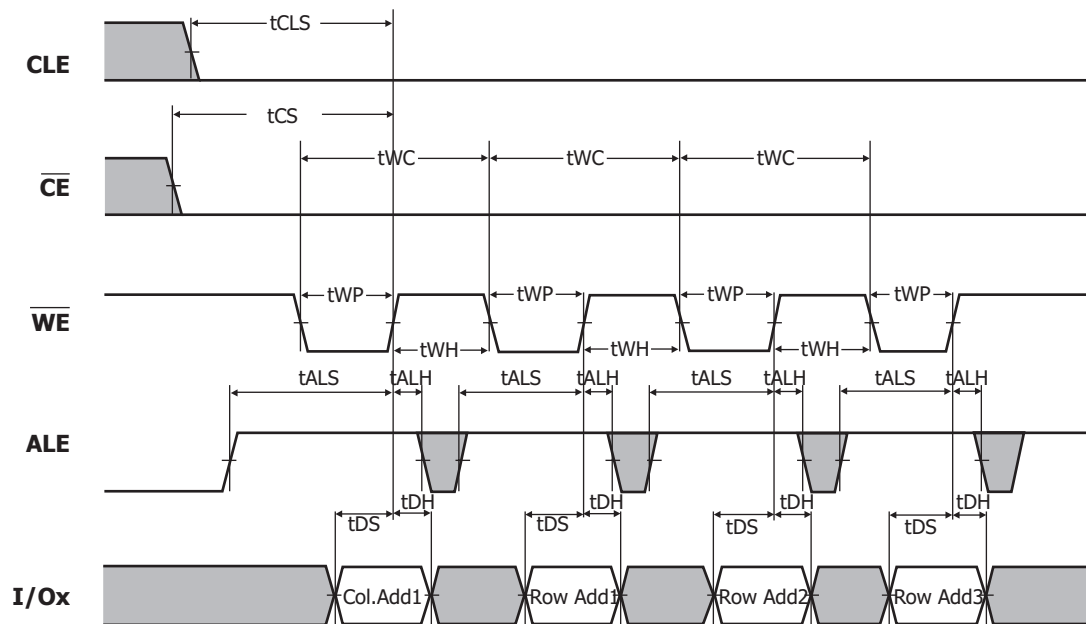 tCLS
CLE
tCS
tWC tWC tWC
CE
tWP tWP tWP tWP
WE
tWH tWH tWH
tALS tALH tALS tALH tALS tALH tALS tALH
ALE
tDH tDH tDH tDH
tDS tDS tDS tDS
I/Ox Col.Add1 Row Add1 Row Add2 Row Add3